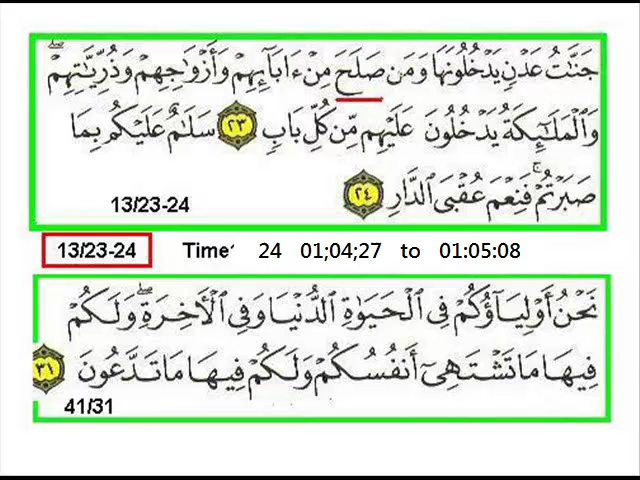 جَنَّٰتُ عَدْنٍ يَدْخُلُونَهَا وَمَن صَلَحَ مِنْ ءَابَآئِهِمْ وَأَزْوَٰجِهِمْ وَذُرِّيَّٰتِهِمْ ۖ
وَٱلْمَلَٰٓئِكَةُ يَدْخُلُونَ عَلَيْهِم مِّن كُلِّ بَابٍ ٢٣ سَلَٰمٌ عَلَيْكُم بِمَا
صَبَرْتُمْ ۚ فَنِعْمَ عُقْبَى ٱلدَّارِ ٢٤
13/23-24
13/23-24 Time 24 01;04;27 to 01:05:08
نَحْنُ أَوْلِيَآؤُكُمْ فِى ٱلْحَيَوٰةِ ٱلدُّنْيَا وَفِى ٱلْءَاخِرَةِ ۖ وَلَكُمْ
فِيهَا مَا تَشْتَهِىٓ أَنفُسُكُمْ وَلَكُمْ فِيهَا مَا تَدَّعُونَ ٣١
41/31